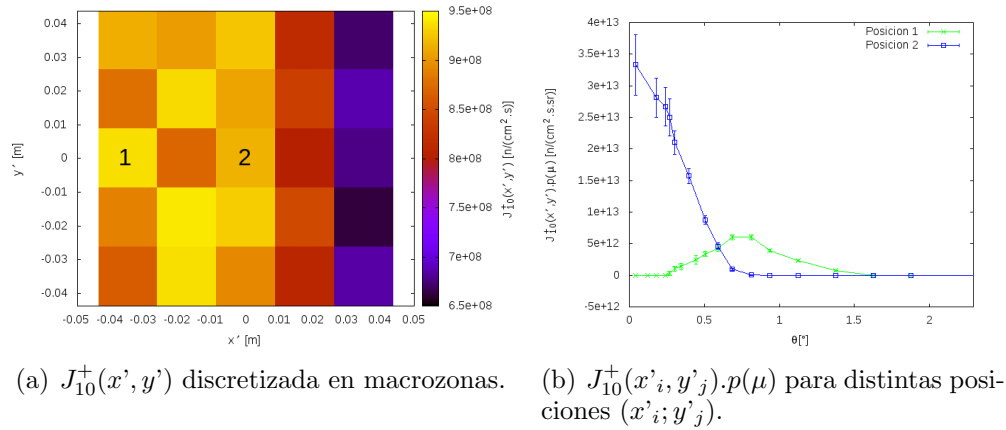 0.04
0.03
0.02
0.01
0
-0.01
-0.02
-0.03
-0.04
y' [m]
-0.05 -0.04 -0.03 -0.02 -0.01 0 0.01 0.02 0.03 0.04 0.05
x' [m]
1
2
9.5e+08
9e+08
8.5e+08
8e+08
7.5e+08
7e+08
6.5e+08
J⁺₁₀(x',y') [n/(cm².s)]
4e+13
3.5e+13
3e+13
2.5e+13
2e+13
1.5e+13
1e+13
5e+12
0
-5e+12
J⁺₁₀(x',y').p(μ) [n/(cm².s.sr)]
Posicion 1
Posicion 2
0 0.5 1 1.5 2
θ[°]
(a) J⁺₁₀(x',y') discretizada en macrozonas.
(b) J⁺₁₀(x'ᵢ,y'ⱼ).p(μ) para distintas posi-
ciones (x'ᵢ;y'ⱼ).